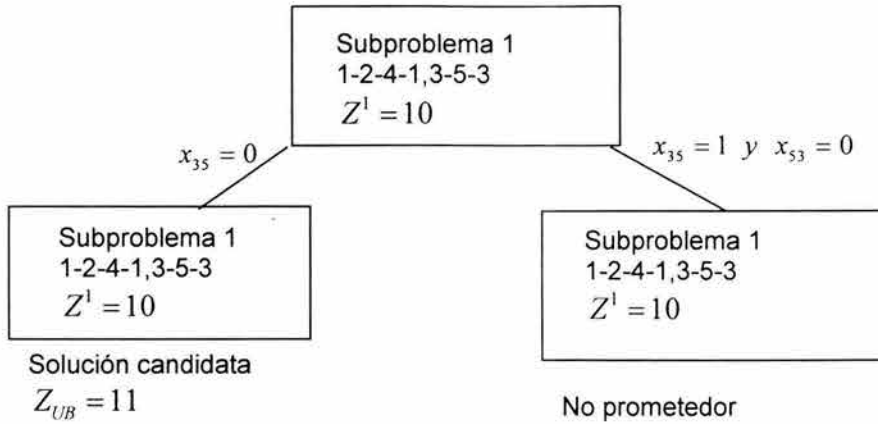 Subproblema 1
1-2-4-1,3-5-3
Z¹ = 10
x₃₅ = 0
x₃₅ = 1 y x₅₃ = 0
Subproblema 1
1-2-4-1,3-5-3
Z¹ = 10
Solución candidata
Z_UB = 11
Subproblema 1
1-2-4-1,3-5-3
Z¹ = 10
No prometedor